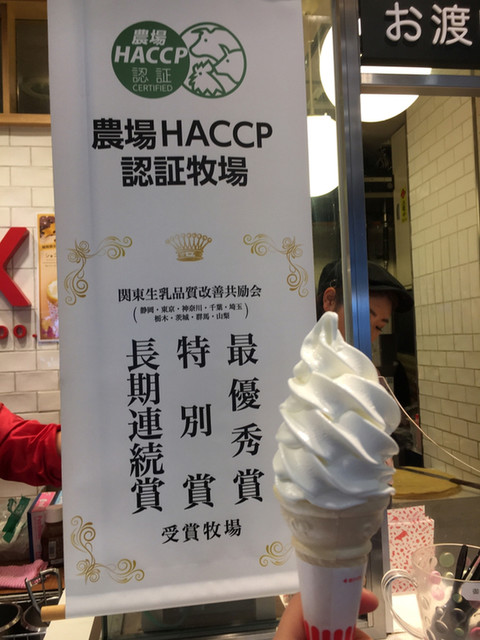 お渡
農場
HACCP
認証
CERTIFIED
農場HACCP
認証牧場
関東生乳品質改善共励会
(静岡・東京・神奈川・千葉・埼玉
栃木・茨城・群馬・山梨)
最優秀賞
特別賞
長期連続賞
受賞牧場